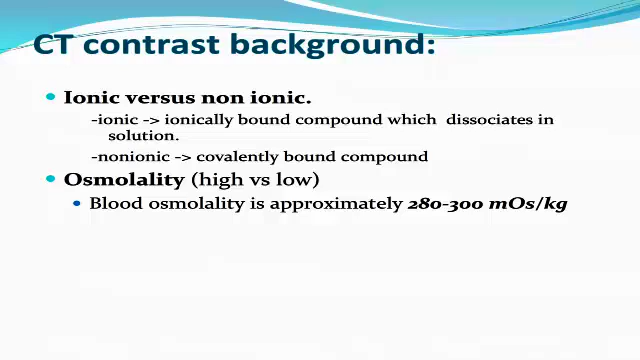 CT contrast background:
Ionic versus non ionic.
-ionic -> ionically bound compound which dissociates in
solution.
-nonionic -> covalently bound compound
Osmolality (high vs low)
Blood osmolality is approximately 280-300 mOs/kg